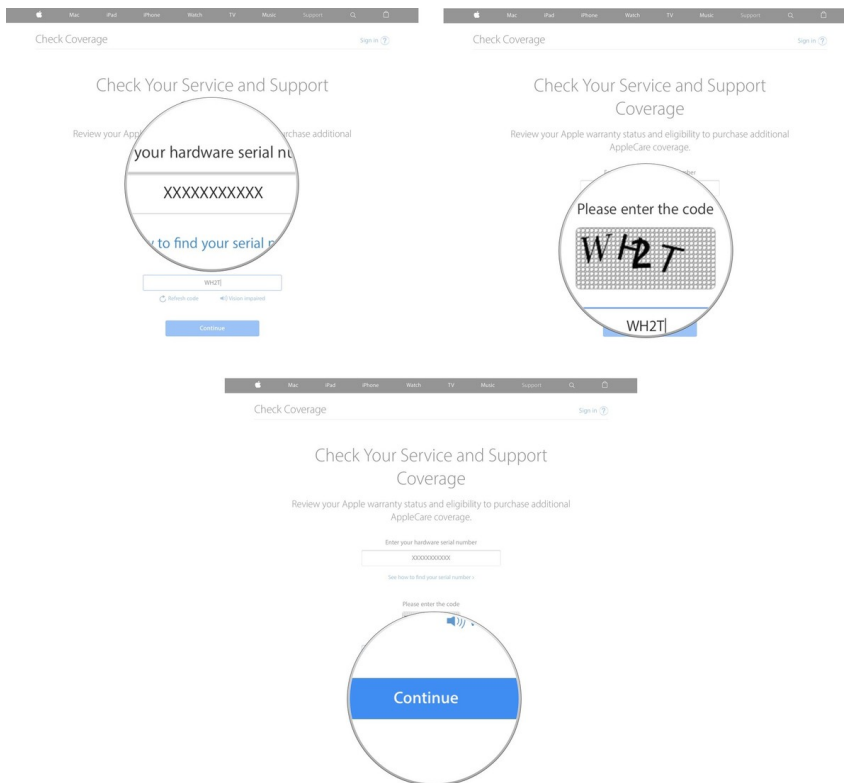 Mac iPad iPhone Watch TV Music Support
Check Coverage Sign in ?
Check Your Service and Support
Review your App
urchase additional
your hardware serial nu
XXXXXXXXXXX
to find your serial
WH2T
Refresh code Vision Impaired
Continue
Mac iPad iPhone Watch TV Music Support
Check Coverage Sign in ?
Check Your Service and Support
Coverage
Review your Apple warranty status and eligibility to purchase additional
AppleCare coverage.
Please enter the code
WH2T
WH2T
Mac iPad iPhone Watch TV Music Support
Check Coverage Sign in ?
Check Your Service and Support
Coverage
Review your Apple warranty status and eligibility to purchase additional
AppleCare coverage.
Enter your hardware serial number
XXXXXXXXXXX
See how to find your serial number ›
Please enter the code
Continue